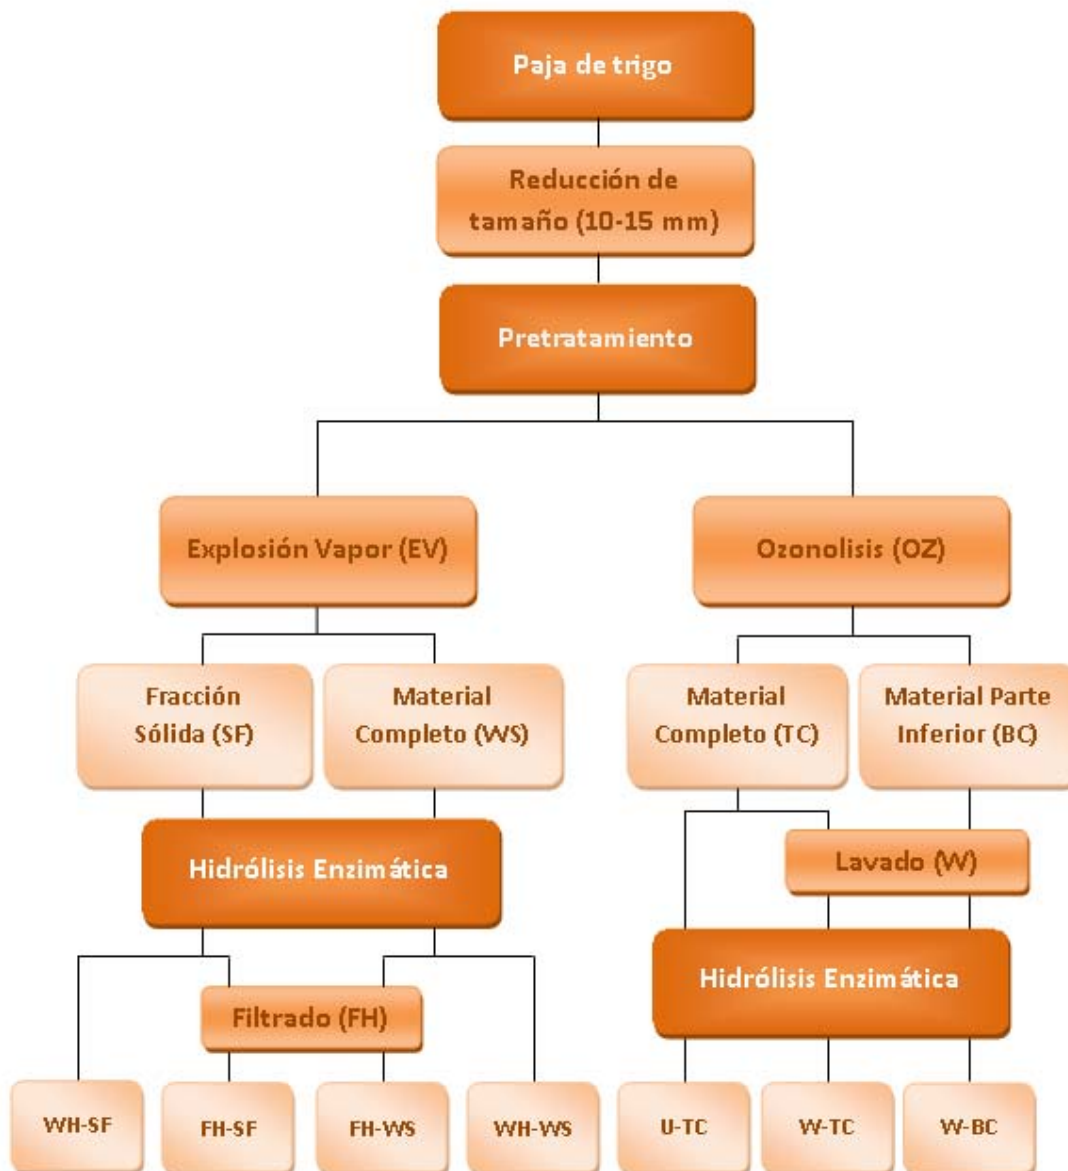 Paja de trigo
Reducción de
tamaño (10-15 mm)
Pretratamiento
Explosión Vapor (EV)
Ozonolisis (OZ)
Fracción
Sólida (SF)
Material
Completo (WS)
Material
Completo (TC)
Material Parte
Inferior (BC)
Hidrólisis Enzimática
Lavado (W)
Hidrólisis Enzimática
Filtrado (FH)
WH-SF
FH-SF
FH-WS
WH-WS
U-TC
W-TC
W-BC